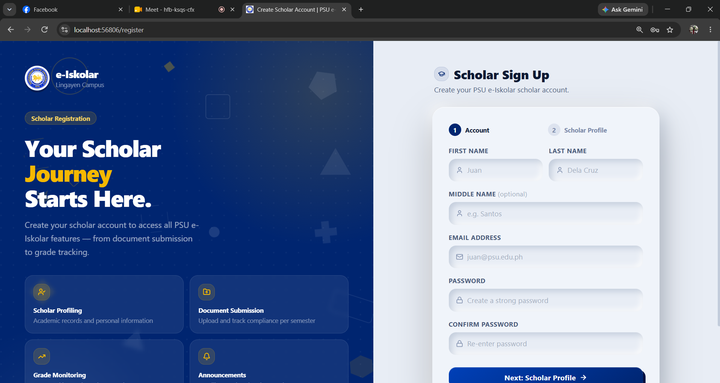 Facebook
Meet - hfb-ksqs-cfx
Create Scholar Account | PSU e
Ask Gemini
localhost:56806/register
e-Iskolar
Lingayen Campus
Scholar Registration
Your Scholar
Journey
Starts Here.
Create your scholar account to access all PSU e-
Iskolar features — from document submission
to grade tracking.
Scholar Profiling
Academic records and personal information
Document Submission
Upload and track compliance per semester
Grade Monitoring
Announcements
Scholar Sign Up
Create your PSU e-Iskolar scholar account.
1 Account
2 Scholar Profile
FIRST NAME
LAST NAME
Juan
Dela Cruz
MIDDLE NAME (optional)
e.g. Santos
EMAIL ADDRESS
juan@psu.edu.ph
PASSWORD
Create a strong password
CONFIRM PASSWORD
Re-enter password
Next: Scholar Profile →